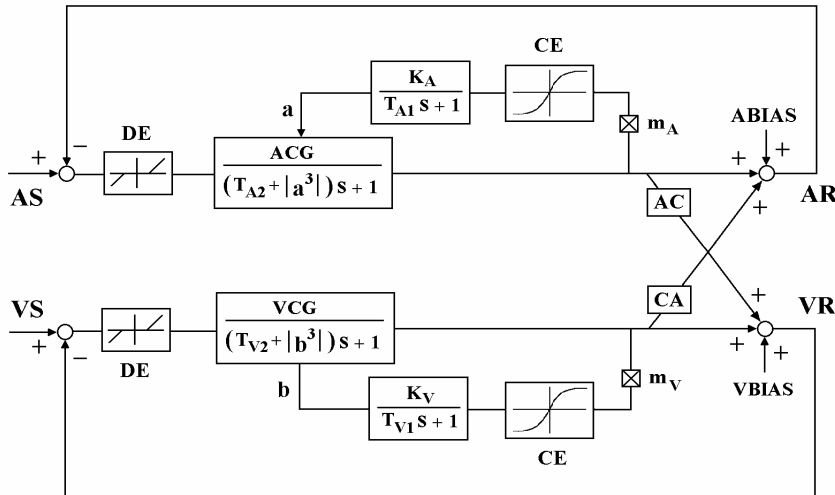 CE
K_A
T_A1 s + 1
a
m_A
ABIAS
DE
−
+
ACG
(T_A2 + |a^3|) s + 1
+
+
AS
AR
AC
+
CA
+
VS
VCG
(T_V2 + |b^3|) s + 1
VR
+
−
+
+
DE
b
K_V
T_V1 s + 1
m_V
VBIAS
CE